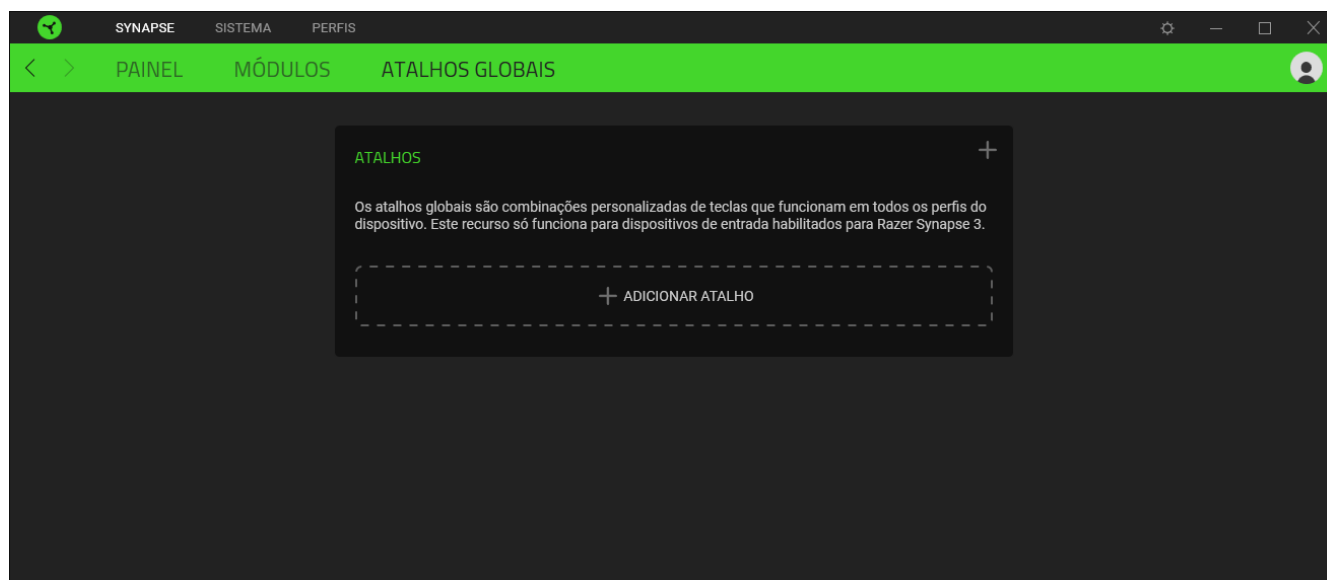 SYNAPSE SISTEMA PERFIS
PAINEL MÓDULOS ATALHOS GLOBAIS
ATALHOS
Os atalhos globais são combinações personalizadas de teclas que funcionam em todos os perfis do
dispositivo. Este recurso só funciona para dispositivos de entrada habilitados para Razer Synapse 3.
ADICIONAR ATALHO